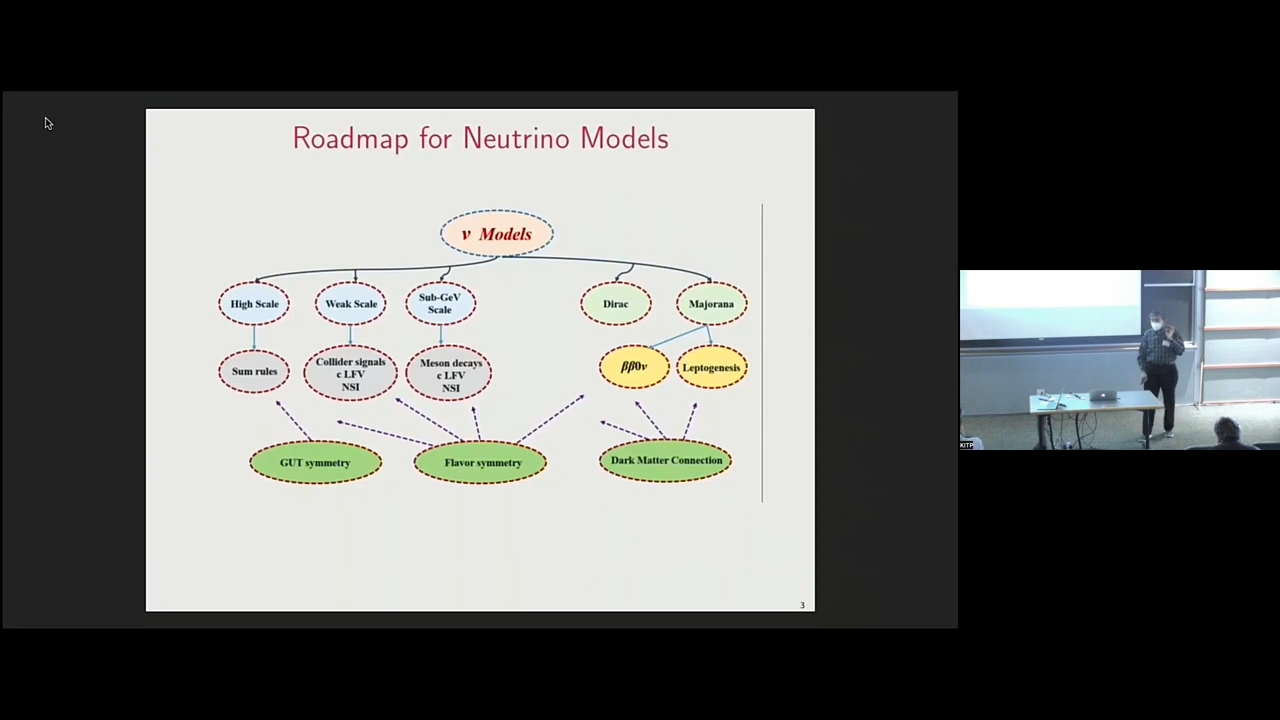 Roadmap for Neutrino Models
ν Models
High Scale
Weak Scale
Sub-GeV
Scale
Dirac
Majorana
Sum rules
Collider signals
c LFV
NSI
Meson decays
c LFV
NSI
ββ0ν
Leptogenesis
GUT symmetry
Flavor symmetry
Dark Matter Connection
3
KITP